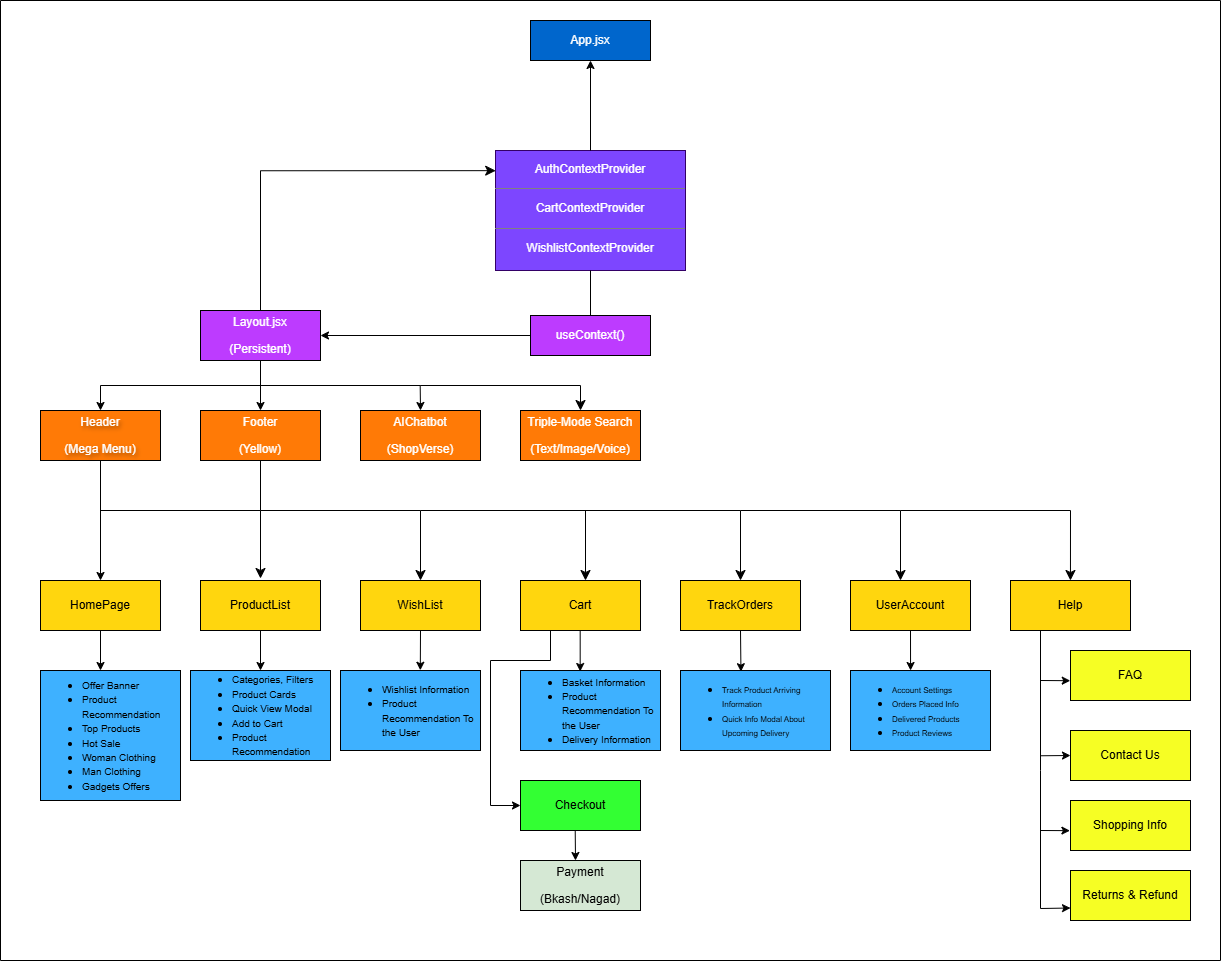 App.jsx
AuthContextProvider
CartContextProvider
WishlistContextProvider
Layout.jsx
(Persistent)
useContext()
Header
(Mega Menu)
Footer
(Yellow)
AIChatbot
(ShopVerse)
Triple-Mode Search
(Text/Image/Voice)
HomePage
ProductList
WishList
Cart
TrackOrders
UserAccount
Help
Offer Banner
Product
Recommendation
Top Products
Hot Sale
Woman Clothing
Man Clothing
Gadgets Offers
Categories, Filters
Product Cards
Quick View Modal
Add to Cart
Product
Recommendation
Wishlist Information
Product
Recommendation To
the User
Basket Information
Product
Recommendation To
the User
Delivery Information
Track Product Arriving
Information
Quick Info Modal About
Upcoming Delivery
Account Settings
Orders Placed Info
Delivered Products
Product Reviews
FAQ
Contact Us
Shopping Info
Returns & Refund
Checkout
Payment
(Bkash/Nagad)